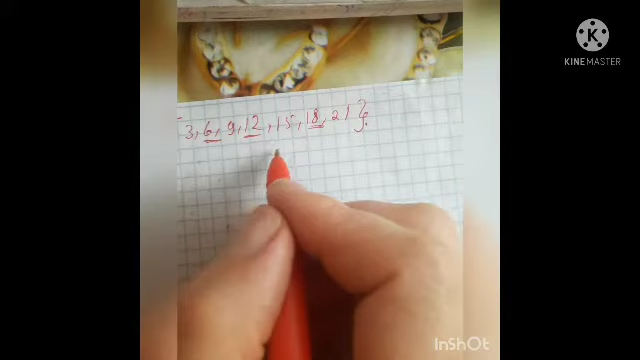 3, 6, 9, 12, 15, 18, 21}.
K
KINEMASTER
InShOt